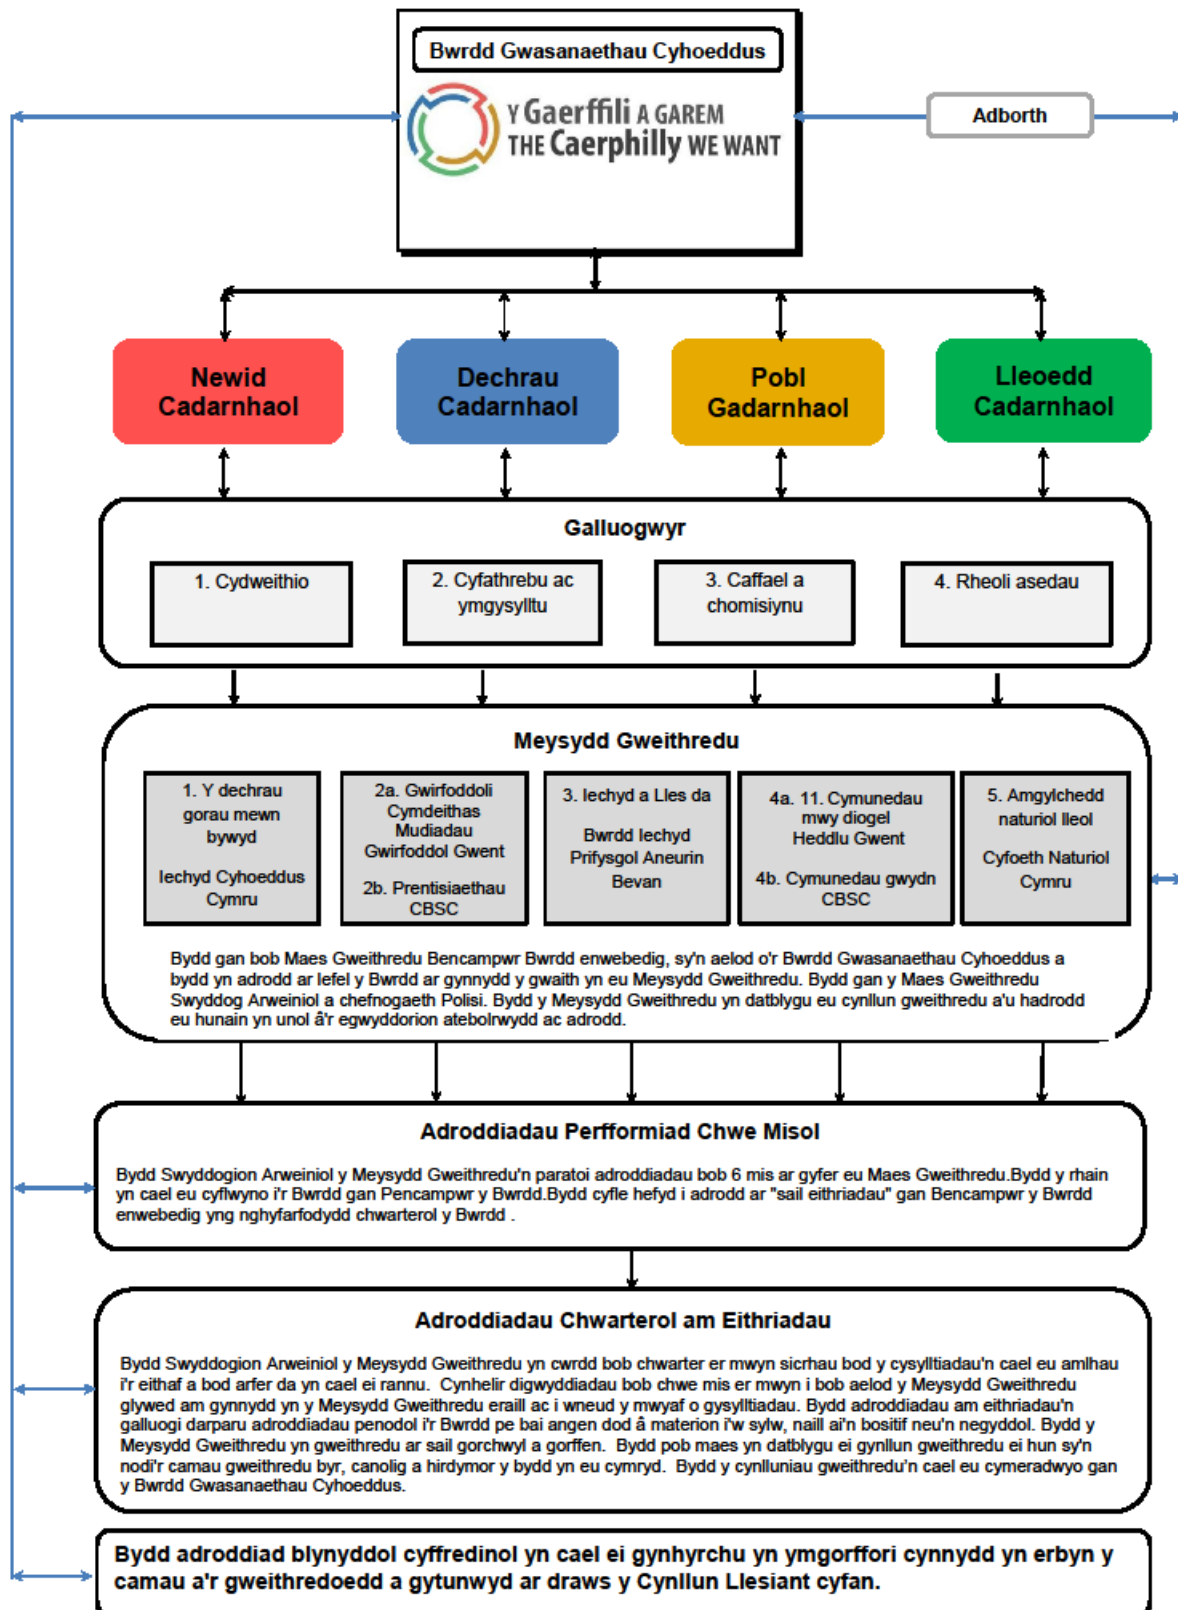 Bwrdd Gwasanaethau Cyhoeddus
Y Gaerffili A GAREM
THE Caerphilly WE WANT
Adborth
Newid
Cadarnhaol
Dechrau
Cadarnhaol
Pobl
Gadarnhaol
Lleoedd
Cadarnhaol
Galluogwyr
1. Cydweithio
2. Cyfathrebu ac
ymgysylltu
3. Caffael a
chomisiynu
4. Rheoli asedau
Meysydd Gweithredu
1. Y dechrau
gorau mewn
bywyd
Iechyd Cyhoeddus
Cymru
2a. Gwirfoddoli
Cymdeithas
Mudiadau
Gwirfoddol Gwent
2b. Prentisiaethau
CBSC
3. Iechyd a Lles da
Bwrdd Iechyd
Prifysgol Aneurin
Bevan
4a. 11. Cymunedau
mwy diogel
Heddlu Gwent
4b. Cymunedau gwydn
CBSC
5. Amgylchedd
naturiol lleol
Cyfoeth Naturiol
Cymru
Bydd gan bob Maes Gweithredu Bencampwr Bwrdd enwebedig, sy'n aelod o'r Bwrdd Gwasanaethau Cyhoeddus a
bydd yn adrodd ar lefel y Bwrdd ar gynnydd y gwaith yn eu Meysydd Gweithredu. Bydd gan y Maes Gweithredu
Swyddog Arweiniol a chefnogaeth Polisi. Bydd y Meysydd Gweithredu yn datblygu eu cynllun gweithredu a'u hadrodd
eu hunain yn unol â'r egwyddorion atebolrwydd ac adrodd.
Adroddiadau Perfformiad Chwe Misol
Bydd Swyddogion Arweiniol y Meysydd Gweithredu'n paratoi adroddiadau bob 6 mis ar gyfer eu Maes Gweithredu.Bydd y rhain
yn cael eu cyflwyno i'r Bwrdd gan Pencampwr y Bwrdd.Bydd cyfle hefyd i adrodd ar "sail eithriadau" gan Bencampwr y Bwrdd
enwebedig yng nghyfarfodydd chwarterol y Bwrdd .
Adroddiadau Chwarterol am Eithriadau
Bydd Swyddogion Arweiniol y Meysydd Gweithredu yn cwrdd bob chwarter er mwyn sicrhau bod y cysylltiadau'n cael eu amlhau
i'r eithaf a bod arfer da yn cael ei rannu. Cynhelir digwyddiadau bob chwe mis er mwyn i bob aelod y Meysydd Gweithredu
glywed am gynnydd yn y Meysydd Gweithredu eraill ac i wneud y mwyaf o gysylltiadau. Bydd adroddiadau am eithriadau'n
galluogi darparu adroddiadau penodol i'r Bwrdd pe bai angen dod â materion i'w sylw, naill ai'n bositif neu'n negyddol. Bydd y
Meysydd Gweithredu yn gweithredu ar sail gorchwyl a gorffen. Bydd pob maes yn datblygu ei gynllun gweithredu ei hun sy'n
nodi'r camau gweithredu byr, canolig a hirdymor y bydd yn eu cymryd. Bydd y cynlluniau gweithredu'n cael eu cymeradwyo gan
y Bwrdd Gwasanaethau Cyhoeddus.
Bydd adroddiad blynyddol cyffredinol yn cael ei gynhyrchu yn ymgorffori cynnydd yn erbyn y
camau a'r gweithredoedd a gytunwyd ar draws y Cynllun Llesiant cyfan.